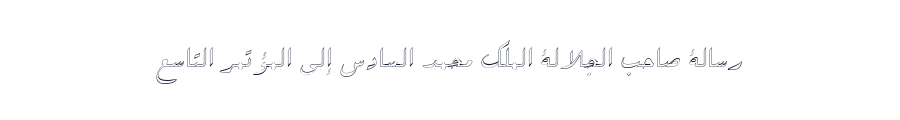 رسالة صاحب الجلالة الملك محمد السادس إلى المؤتمر التاسع